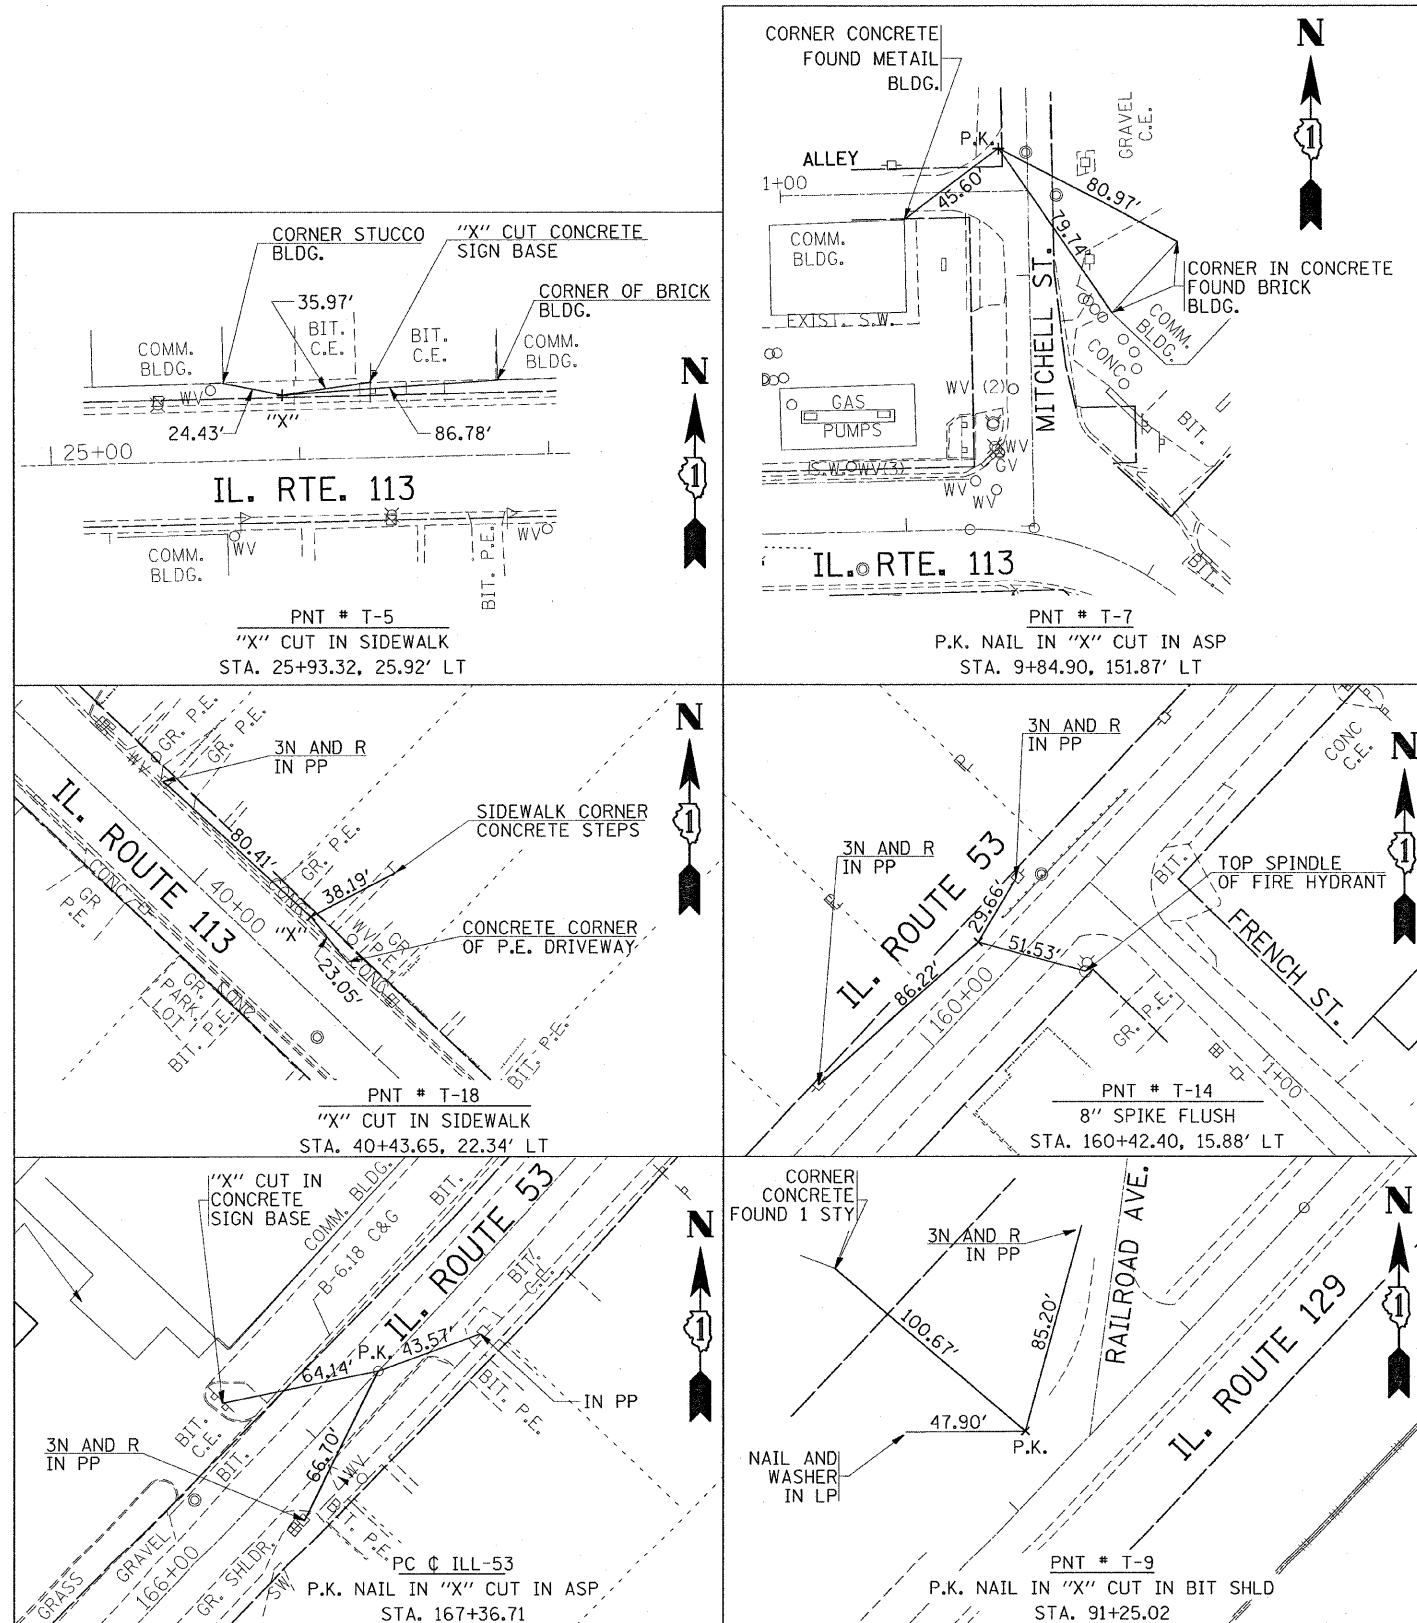 CORNER STUCCO
BLDG.
"X" CUT CONCRETE
SIGN BASE
35.97'
CORNER OF BRICK
BLDG.
BIT.
C.E.
BIT.
C.E.
COMM.
BLDG.
COMM.
BLDG.
N
1
WV
"X"
24.43'
86.78'
25+00
IL. RTE. 113
WV
WV
COMM.
BLDG.
BIT. P.E.
PNT # T-5
"X" CUT IN SIDEWALK
STA. 25+93.32, 25.92' LT
CORNER CONCRETE
FOUND METAIL
BLDG.
N
1
GRAVEL
C.E.
P.K.
ALLEY
1+00
45.60'
80.97'
79.74'
COMM.
BLDG.
MITCHELL ST.
CORNER IN CONCRETE
FOUND BRICK
BLDG.
EXIST. S.W.
COMM.
BLDG.
CONC
WV (2)
GAS
PUMPS
BIT.
WV
GV
S.W. WV(3)
WV
WV
IL. RTE. 113
BIT.
PNT # T-7
P.K. NAIL IN "X" CUT IN ASP
STA. 9+84.90, 151.87' LT
GR. P.E.
GR. P.E.
3N AND R
IN PP
WV
N
1
IL. ROUTE 113
80.41'
SIDEWALK CORNER
CONCRETE STEPS
GR. P.E.
T
38.19'
CONC
CONC
GR
P.E.
40+00
"X"
CONCRETE CORNER
OF P.E. DRIVEWAY
WV
P.E.
GR.
CONC
23.05'
GR.
PARK.
LOT
CONC
BIT. P.E.
BIT. P.E.
PNT # T-18
"X" CUT IN SIDEWALK
STA. 40+43.65, 22.34' LT
3N AND R
IN PP
CONC
C.E.
N
1
3N AND R
IN PP
IL. ROUTE 53
29.66'
BIT.
TOP SPINDLE
OF FIRE HYDRANT
51.53'
86.22'
FRENCH ST.
160+00
GR. P.E.
1+00
PNT # T-14
8" SPIKE FLUSH
STA. 160+42.40, 15.88' LT
"X" CUT IN
CONCRETE
SIGN BASE
COMM. BLDG.
BIT.
B-6.18 C&G
IL. ROUTE 53
BIT.
C.E.
N
1
P.K.
43.57'
64.14'
BIT.
P.E.
IN PP
BIT.
C.E.
BIT.
3N AND R
IN PP
66.70'
WV
BIT. P.E.
GRASS
GRAVEL
166+00
GR. SHLDR.
SW
PC ℄ ILL-53
P.K. NAIL IN "X" CUT IN ASP
STA. 167+36.71
CORNER
CONCRETE
FOUND 1 STY
3N AND R
IN PP
RAILROAD AVE.
N
1
100.67'
85.20'
IL. ROUTE 129
47.90'
P.K.
NAIL AND
WASHER
IN LP
PNT # T-9
P.K. NAIL IN "X" CUT IN BIT SHLD
STA. 91+25.02